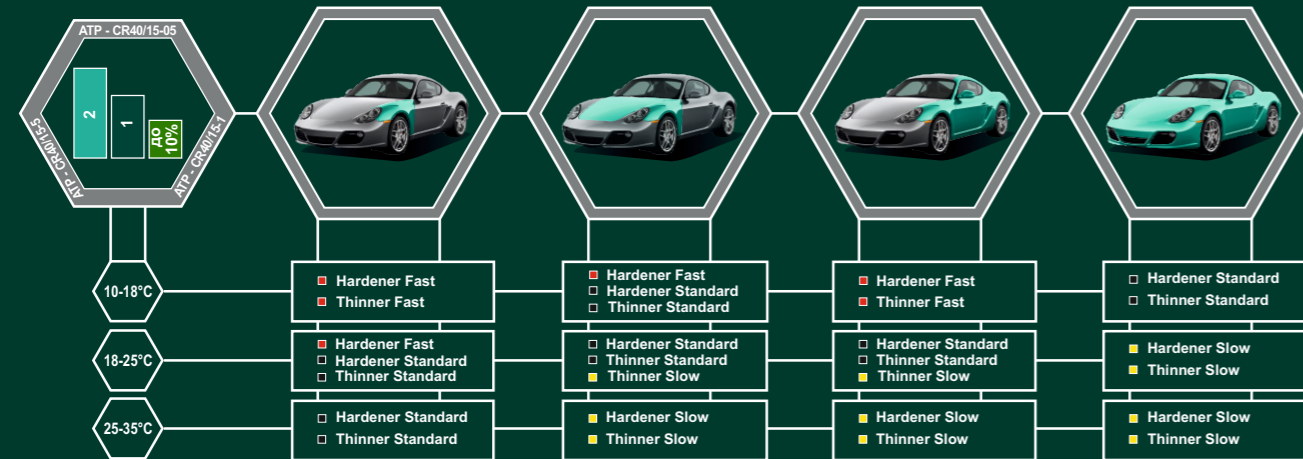 ATP - CR40/15-05
ATP - CR40/15-5
ATP - CR40/15-1
2
1
до
10%
10-18°C
Hardener Fast
Thinner Fast
Hardener Fast
Hardener Standard
Thinner Standard
Hardener Fast
Thinner Fast
Hardener Standard
Thinner Standard
18-25°C
Hardener Fast
Hardener Standard
Thinner Standard
Hardener Standard
Thinner Standard
Thinner Slow
Hardener Standard
Thinner Standard
Thinner Slow
Hardener Slow
Thinner Slow
25-35°C
Hardener Standard
Thinner Standard
Hardener Slow
Thinner Slow
Hardener Slow
Thinner Slow
Hardener Slow
Thinner Slow